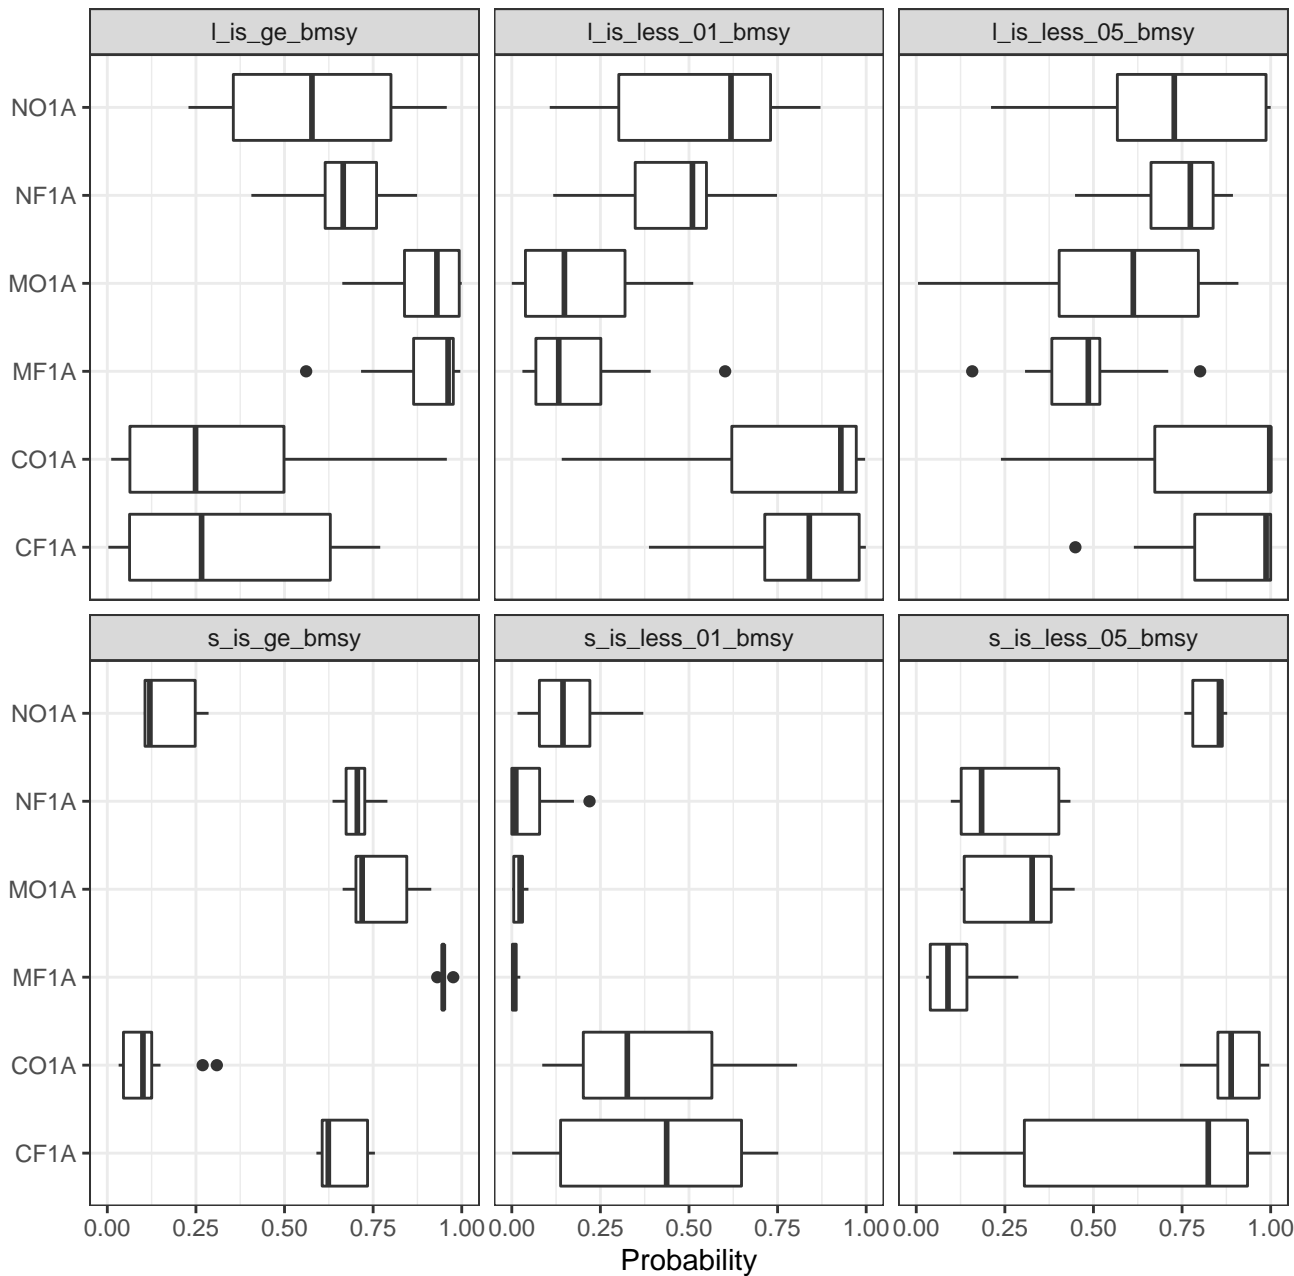 l_is_ge_bmsy l_is_less_01_bmsy l_is_less_05_bmsy
NO1A
NF1A
MO1A
MF1A
CO1A
CF1A
s_is_ge_bmsy s_is_less_01_bmsy s_is_less_05_bmsy
NO1A
NF1A
MO1A
MF1A
CO1A
CF1A
0.00 0.25 0.50 0.75 1.00 0.00 0.25 0.50 0.75 1.00 0.00 0.25 0.50 0.75 1.00
Probability